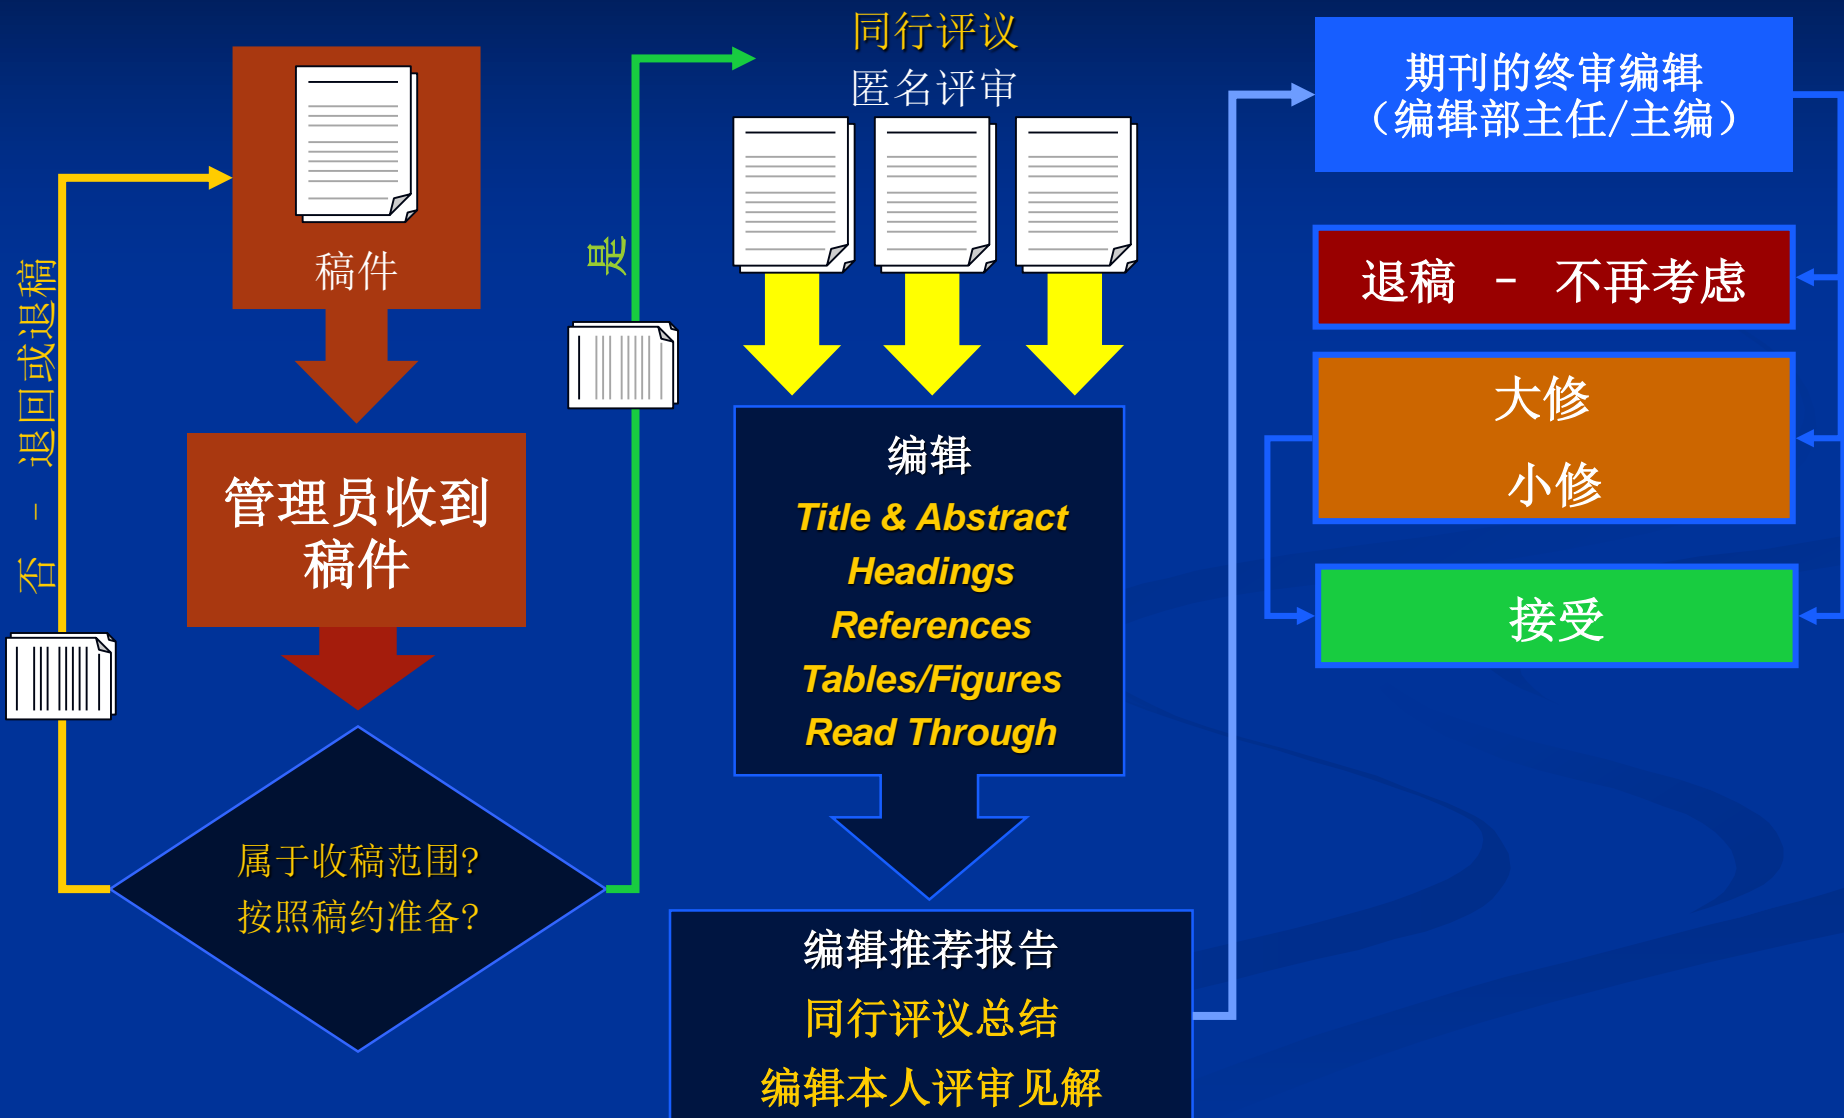 稿件
否 - 退回或退稿
管理员收到
稿件
属于收稿范围?
按照稿约准备?
是
同行评议
匿名评审
编辑
Title & Abstract
Headings
References
Tables/Figures
Read Through
编辑推荐报告
同行评议总结
编辑本人评审见解
期刊的终审编辑
（编辑部主任/主编）
退稿 - 不再考虑
大修
小修
接受